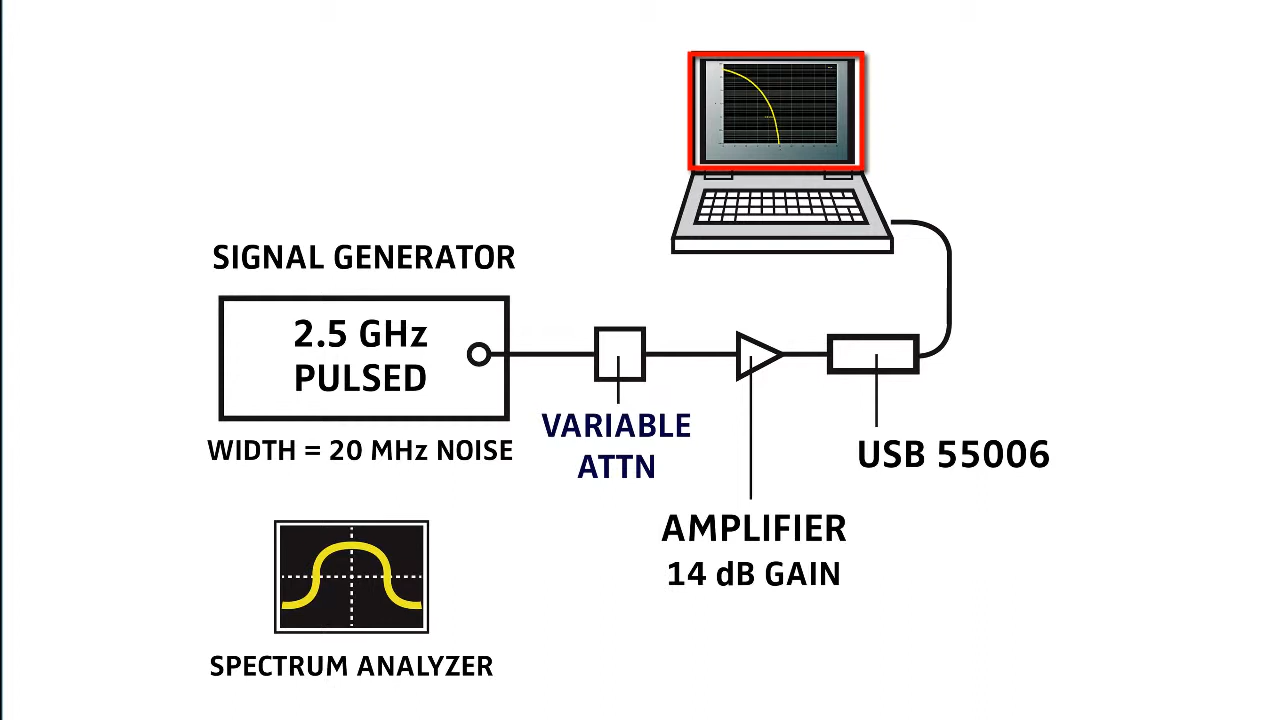 SIGNAL GENERATOR
2.5 GHz
PULSED
WIDTH = 20 MHz NOISE
VARIABLE
ATTN
USB 55006
AMPLIFIER
14 dB GAIN
SPECTRUM ANALYZER